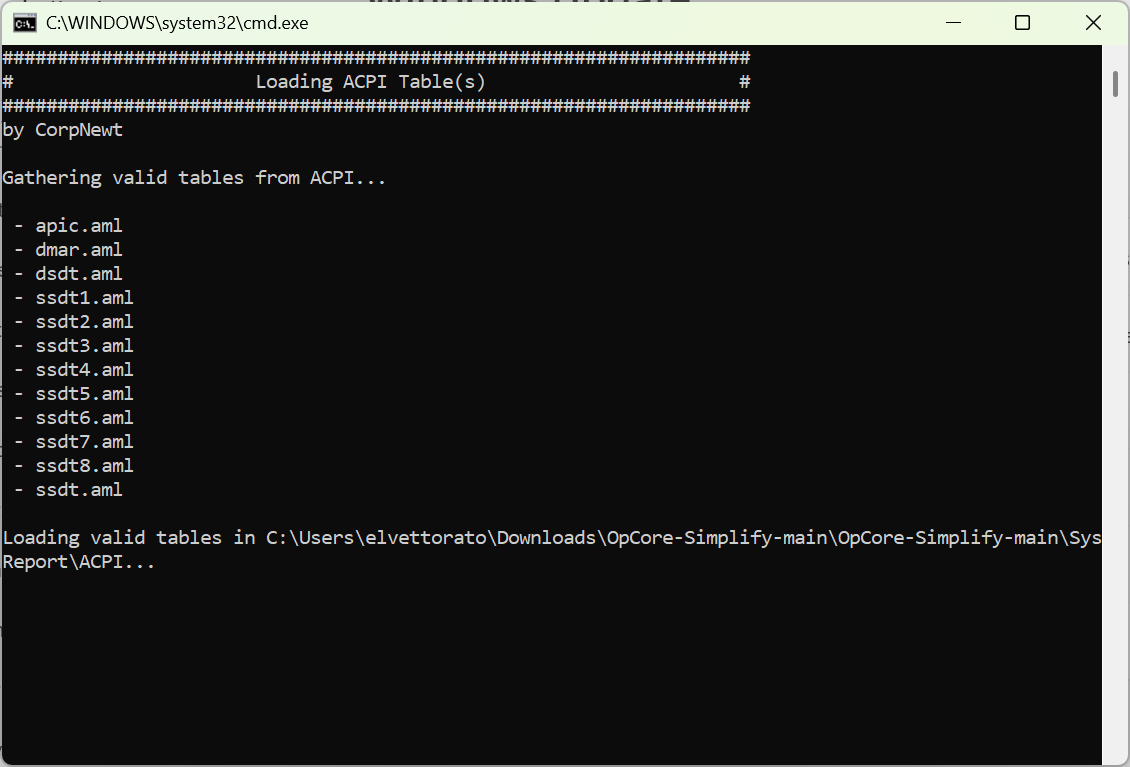 C:\WINDOWS\system32\cmd.exe
####################################################################
# Loading ACPI Table(s) #
####################################################################
by CorpNewt
Gathering valid tables from ACPI...
- apic.aml
- dmar.aml
- dsdt.aml
- ssdt1.aml
- ssdt2.aml
- ssdt3.aml
- ssdt4.aml
- ssdt5.aml
- ssdt6.aml
- ssdt7.aml
- ssdt8.aml
- ssdt.aml
Loading valid tables in C:\Users\elvettorato\Downloads\OpCore-Simplify-main\OpCore-Simplify-main\Sys
Report\ACPI...